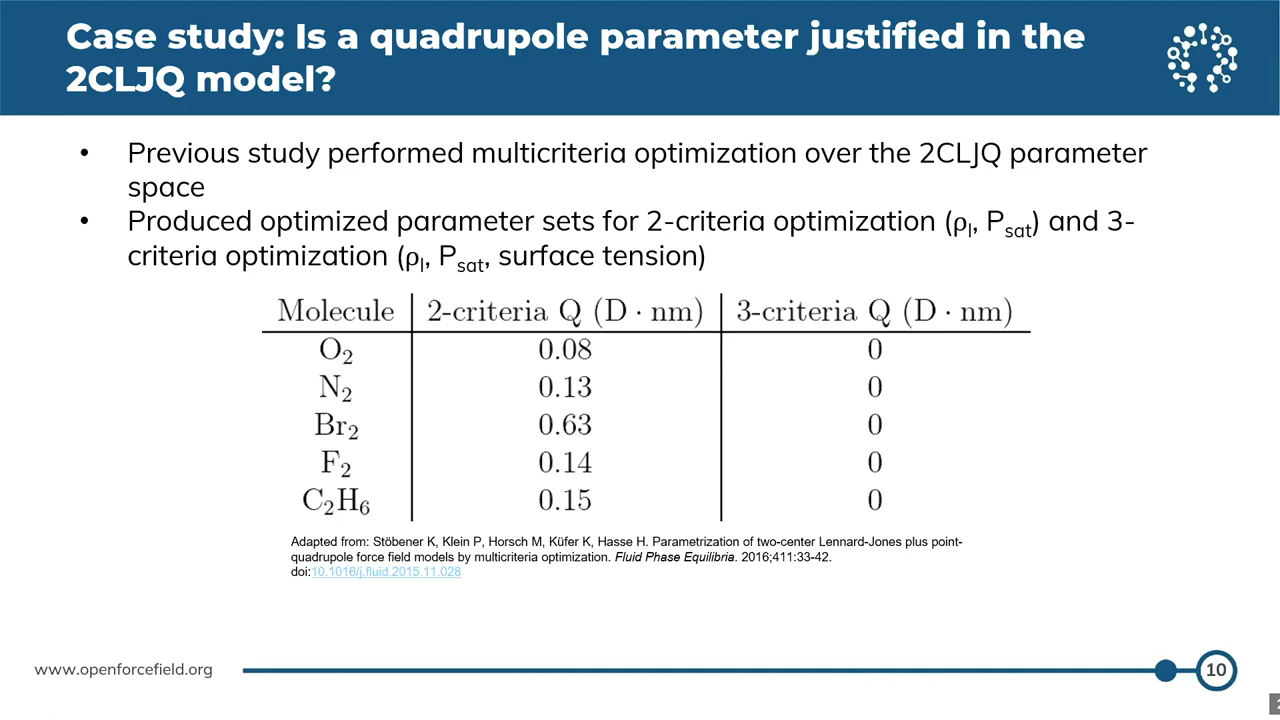 Case study: Is a quadrupole parameter justified in the
2CLJQ model?
• Previous study performed multicriteria optimization over the 2CLJQ parameter
space
• Produced optimized parameter sets for 2-criteria optimization (ρl, Psat) and 3-
criteria optimization (ρl, Psat, surface tension)
Molecule 2-criteria Q (D · nm) 3-criteria Q (D · nm)
O2 0.08 0
N2 0.13 0
Br2 0.63 0
F2 0.14 0
C2H6 0.15 0
Adapted from: Stöbener K, Klein P, Horsch M, Küfer K, Hasse H. Parametrization of two-center Lennard-Jones plus point-
quadrupole force field models by multicriteria optimization. Fluid Phase Equilibria. 2016;411:33-42.
doi:10.1016/j.fluid.2015.11.028
www.openforcefield.org
10